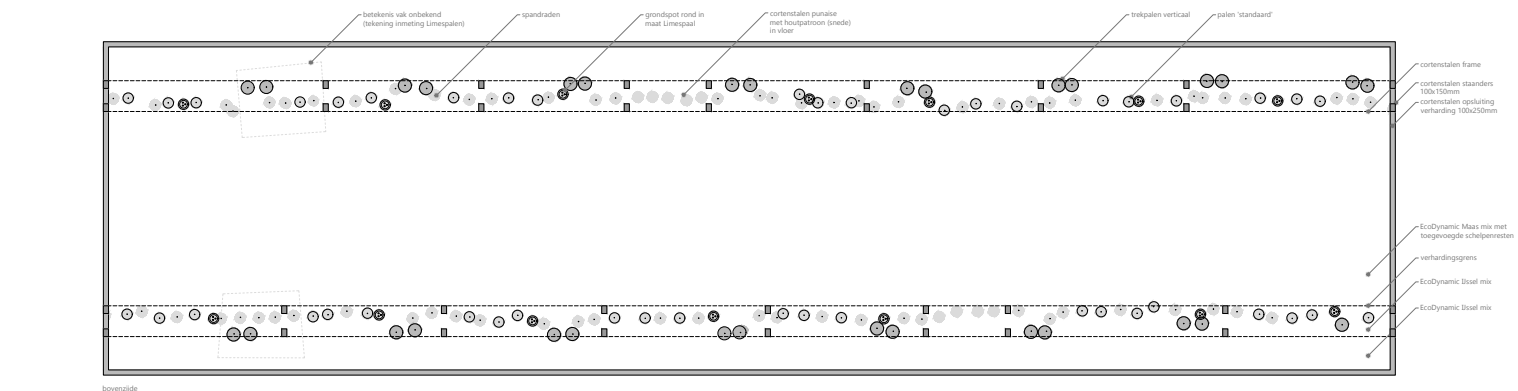 betekenis vak onbekend
(tekening inmeting Limespalen)
spandraden
grondspot rond in
maat Limespaal
cortenstalen punaise
met houtpatroon (snede)
in vloer
trekpalen verticaal
palen 'standaard'
cortenstalen frame
cortenstalen staanders
100x150mm
cortenstalen opsluiting
verharding 100x250mm
EcoDynamic Maas mix met
toegevoegde schelpenresten
verhardingsgrens
EcoDynamic IJssel mix
EcoDynamic IJssel mix
bovenzijde